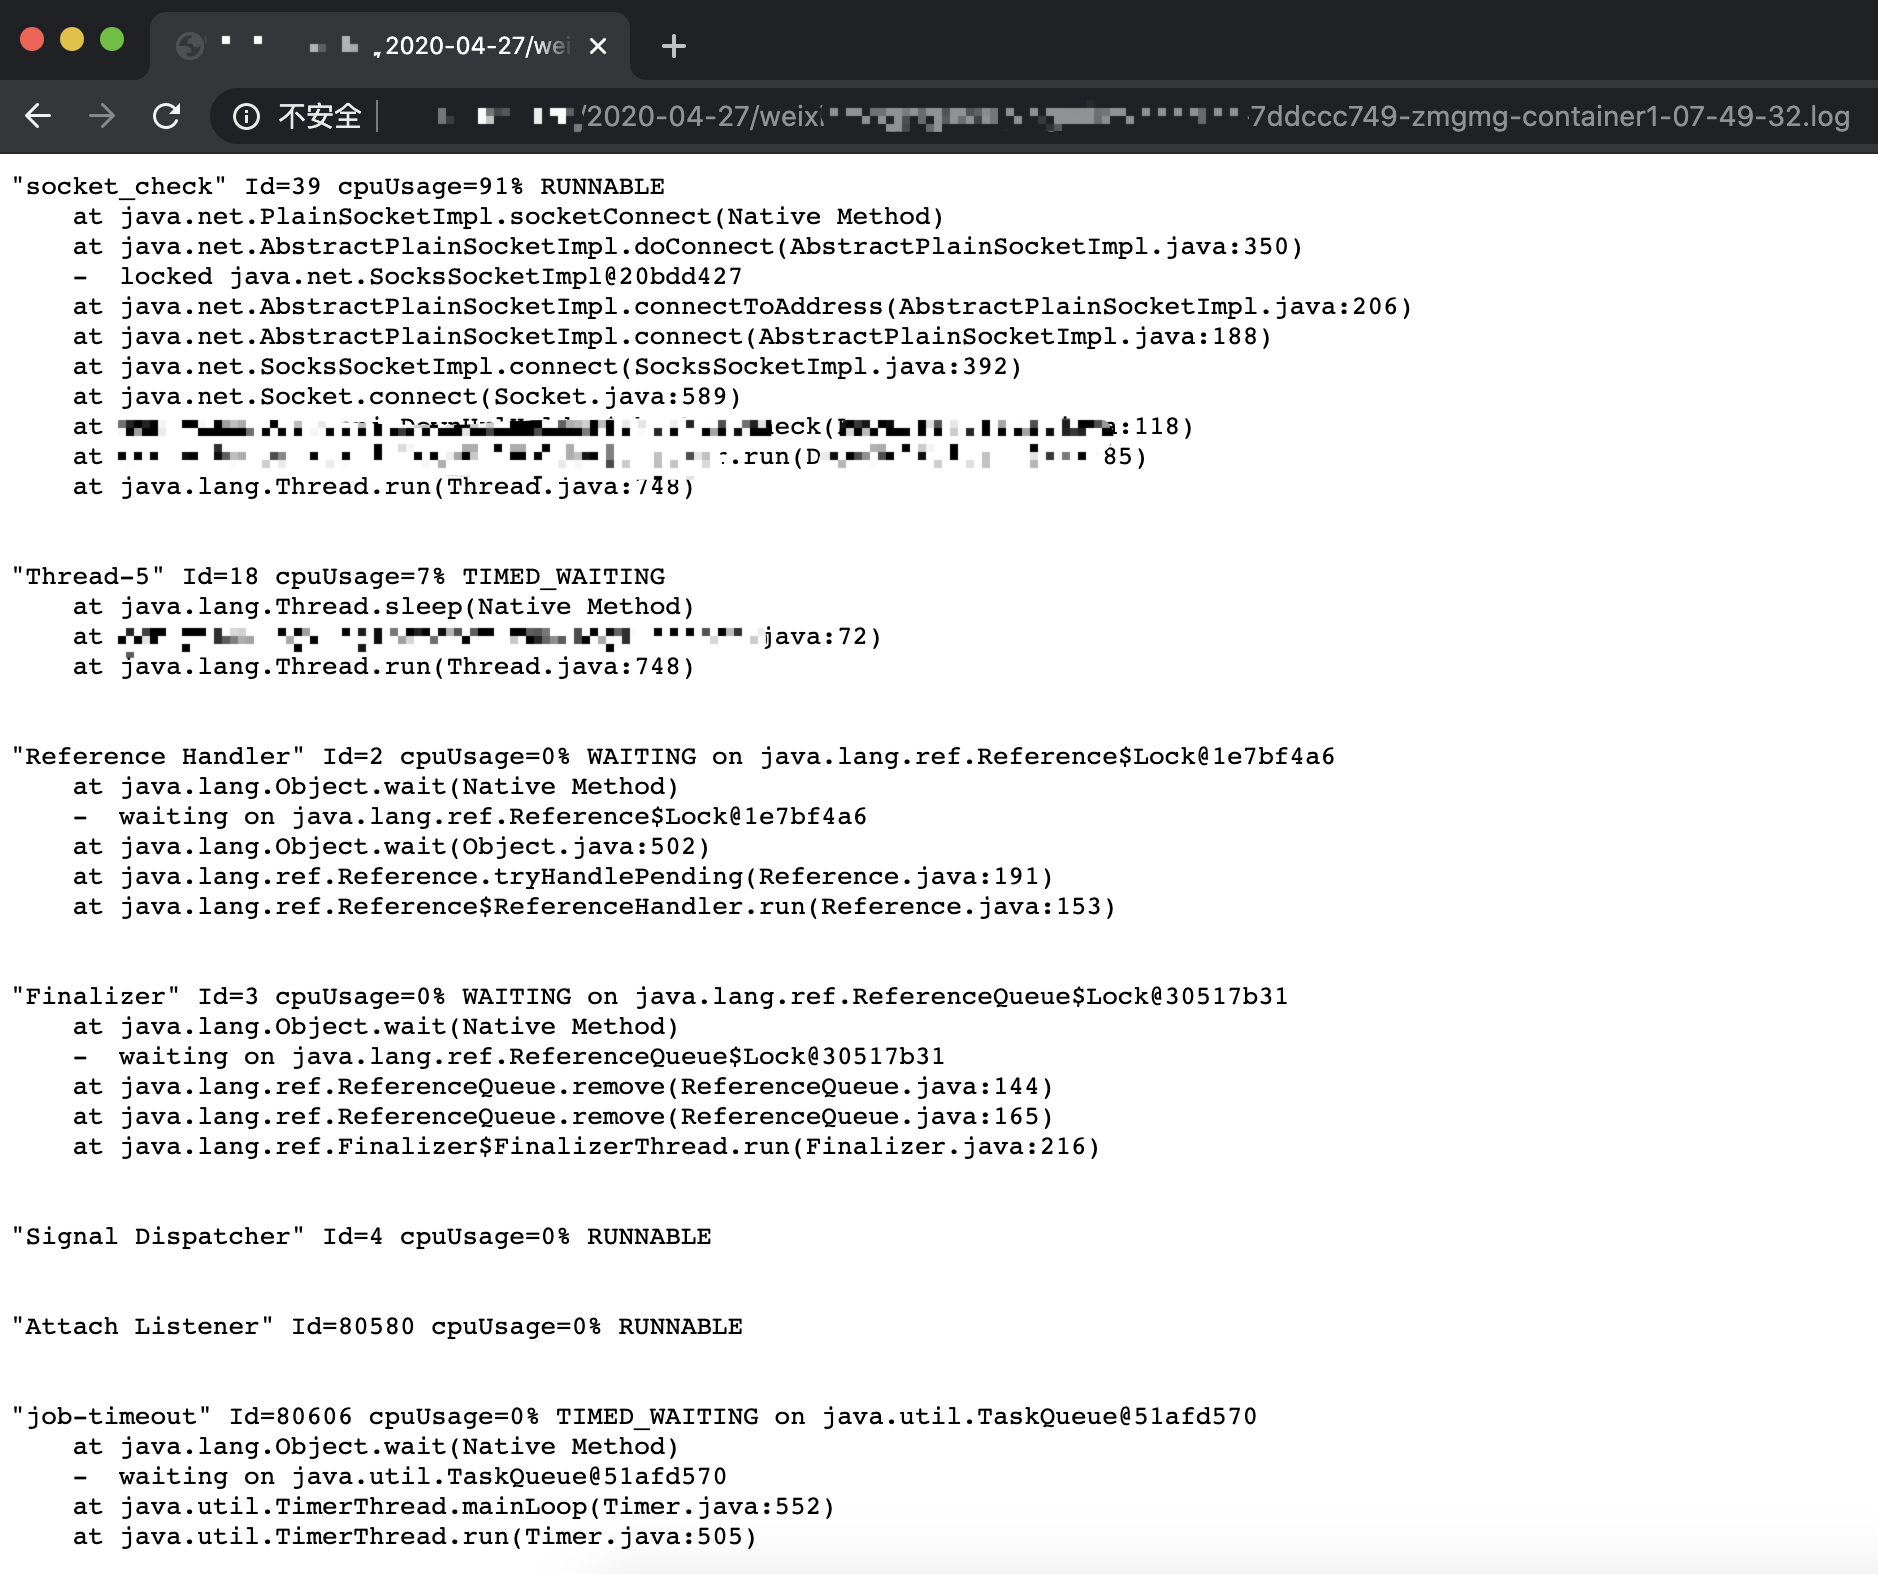 2020-04-27/wei
不安全 /2020-04-27/weixi 7ddccc749-zmgmg-container1-07-49-32.log
"socket_check" Id=39 cpuUsage=91% RUNNABLE
at java.net.PlainSocketImpl.socketConnect(Native Method)
at java.net.AbstractPlainSocketImpl.doConnect(AbstractPlainSocketImpl.java:350)
- locked java.net.SocksSocketImpl@20bdd427
at java.net.AbstractPlainSocketImpl.connectToAddress(AbstractPlainSocketImpl.java:206)
at java.net.AbstractPlainSocketImpl.connect(AbstractPlainSocketImpl.java:188)
at java.net.SocksSocketImpl.connect(SocksSocketImpl.java:392)
at java.net.Socket.connect(Socket.java:589)
at eck( :118)
at r.run(D 85)
at java.lang.Thread.run(Thread.java:748)
"Thread-5" Id=18 cpuUsage=7% TIMED_WAITING
at java.lang.Thread.sleep(Native Method)
at java:72)
at java.lang.Thread.run(Thread.java:748)
"Reference Handler" Id=2 cpuUsage=0% WAITING on java.lang.ref.Reference$Lock@1e7bf4a6
at java.lang.Object.wait(Native Method)
- waiting on java.lang.ref.Reference$Lock@1e7bf4a6
at java.lang.Object.wait(Object.java:502)
at java.lang.ref.Reference.tryHandlePending(Reference.java:191)
at java.lang.ref.Reference$ReferenceHandler.run(Reference.java:153)
"Finalizer" Id=3 cpuUsage=0% WAITING on java.lang.ref.ReferenceQueue$Lock@30517b31
at java.lang.Object.wait(Native Method)
- waiting on java.lang.ref.ReferenceQueue$Lock@30517b31
at java.lang.ref.ReferenceQueue.remove(ReferenceQueue.java:144)
at java.lang.ref.ReferenceQueue.remove(ReferenceQueue.java:165)
at java.lang.ref.Finalizer$FinalizerThread.run(Finalizer.java:216)
"Signal Dispatcher" Id=4 cpuUsage=0% RUNNABLE
"Attach Listener" Id=80580 cpuUsage=0% RUNNABLE
"job-timeout" Id=80606 cpuUsage=0% TIMED_WAITING on java.util.TaskQueue@51afd570
at java.lang.Object.wait(Native Method)
- waiting on java.util.TaskQueue@51afd570
at java.util.TimerThread.mainLoop(Timer.java:552)
at java.util.TimerThread.run(Timer.java:505)